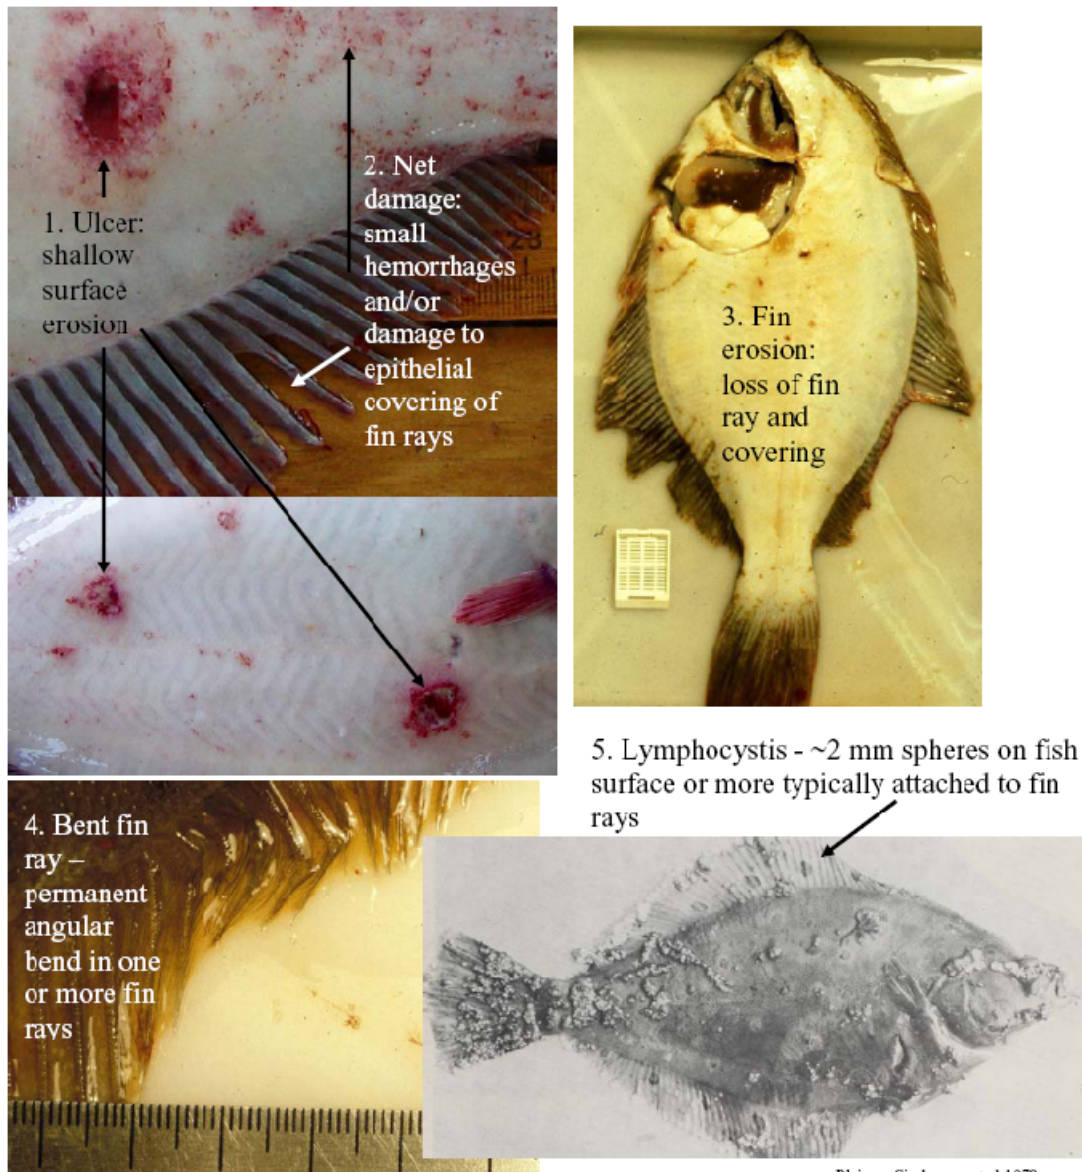 1. Ulcer:
shallow
surface
erosion
2. Net
damage:
small
hemorrhages
and/or
damage to
epithelial
covering of
fin rays
23
3. Fin
erosion:
loss of fin
ray and
covering
4. Bent fin
ray –
permanent
angular
bend in one
or more fin
rays
5. Lymphocystis - ~2 mm spheres on fish
surface or more typically attached to fin
rays